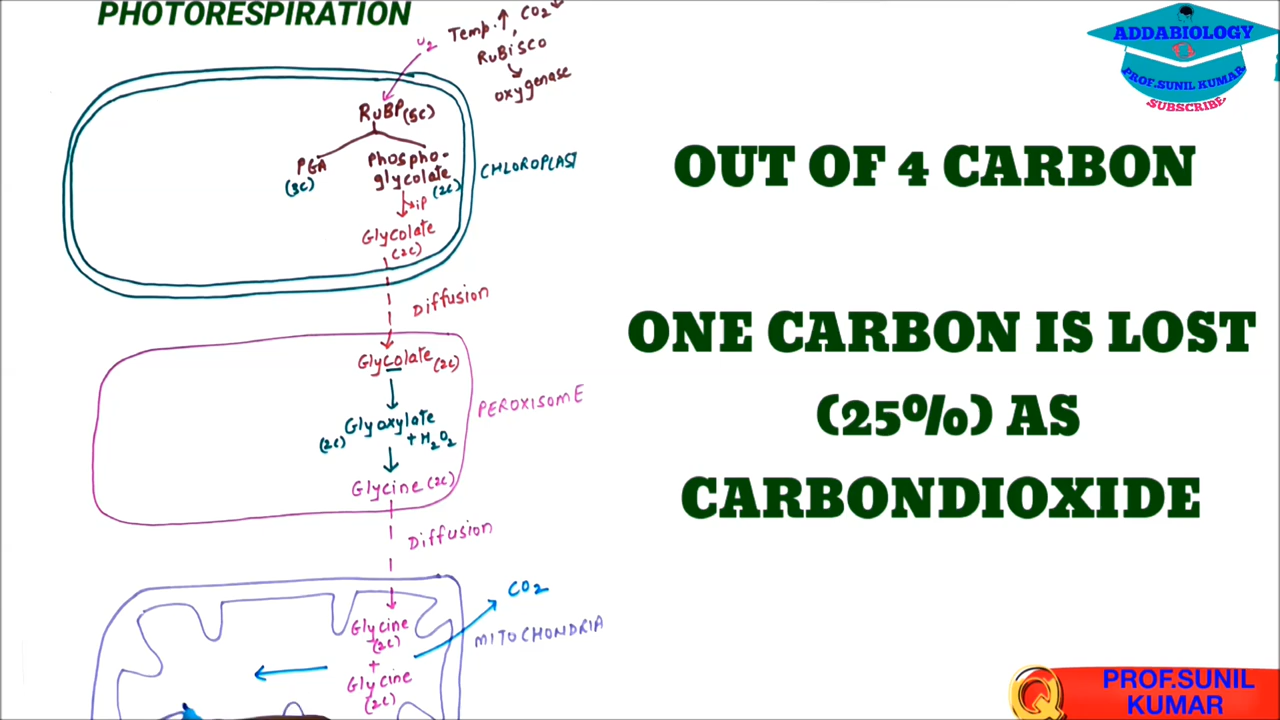 PHOTORESPIRATION
Temp.↑ CO2↓
RuBisCO
oxygenase
O2
RuBP(5C)
PGA
(3C)
Phospho-
glycolate
(2C)
-iP
Glycolate
(2C)
CHLOROPLAST
Diffusion
Glycolate (2C)
(2C) Glyoxylate
+ H2O2
Glycine (2C)
PEROXISOME
Diffusion
CO2
Glycine
(2C)
+
Glycine
(2C)
MITOCHONDRIA
OUT OF 4 CARBON
ONE CARBON IS LOST
(25%) AS
CARBONDIOXIDE
ADDABIOLOGY
PROF.SUNIL KUMAR
SUBSCRIBE
Q
PROF.SUNIL
KUMAR